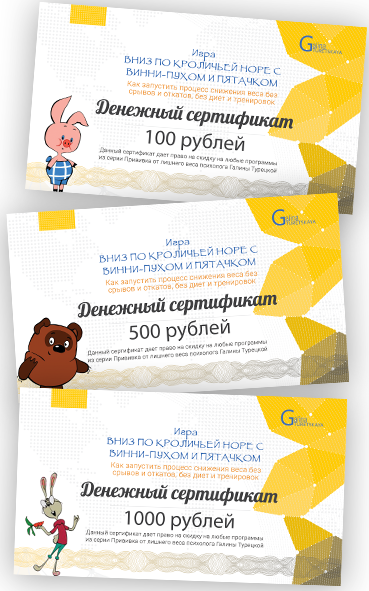 Galina
TURETSKAYA
Игра
ВНИЗ ПО КРОЛИЧЬЕЙ НОРЕ С
ВИННИ-ПУХОМ И ПЯТАЧКОМ
Как запустить процесс снижения веса без
срывов и откатов, без диет и тренировок
Денежный сертификат
100 рублей
Данный сертификат дает право на скидку на любые программы
из серии Прививка от лишнего веса психолога Галины Турецкой
Galina
TURETSKAYA
Игра
ВНИЗ ПО КРОЛИЧЬЕЙ НОРЕ С
ВИННИ-ПУХОМ И ПЯТАЧКОМ
Как запустить процесс снижения веса без
срывов и откатов, без диет и тренировок
Денежный сертификат
500 рублей
Данный сертификат дает право на скидку на любые программы
из серии Прививка от лишнего веса психолога Галины Турецкой
Galina
TURETSKAYA
Игра
ВНИЗ ПО КРОЛИЧЬЕЙ НОРЕ С
ВИННИ-ПУХОМ И ПЯТАЧКОМ
Как запустить процесс снижения веса без
срывов и откатов, без диет и тренировок
Денежный сертификат
1000 рублей
Данный сертификат дает право на скидку на любые программы
из серии Прививка от лишнего веса психолога Галины Турецкой